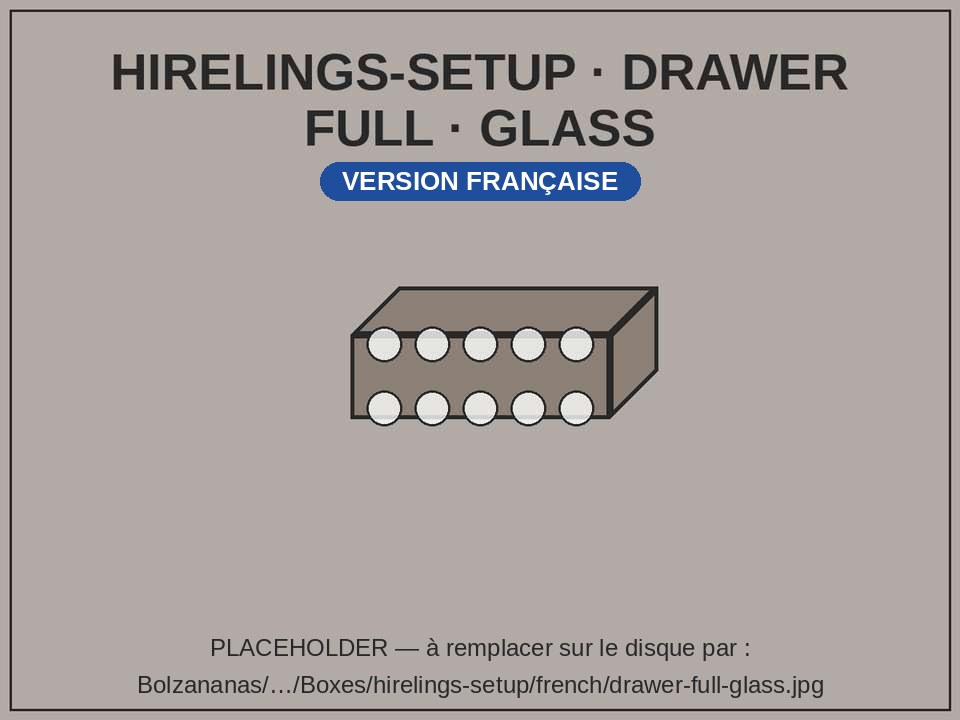 HIRELINGS-SETUP · DRAWER
FULL · GLASS
VERSION FRANÇAISE
PLACEHOLDER — à remplacer sur le disque par :
Bolzananas/…/Boxes/hirelings-setup/french/drawer-full-glass.jpg